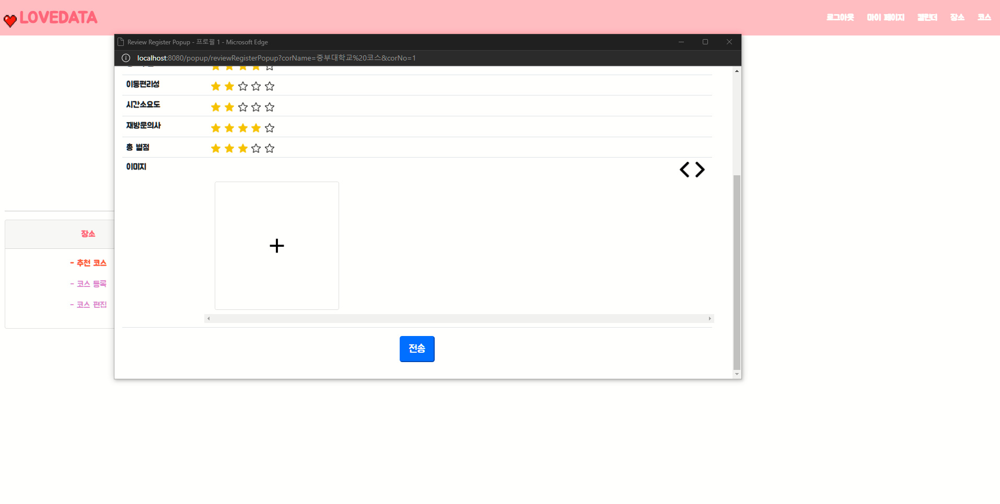 LOVEDATA
로그아웃 마이 페이지 캘린더 장소 코스
Review Register Popup - 프로필 1 - Microsoft Edge
localhost:8080/popup/reviewRegisterPopup?corName=중부대학교%20코스&corNo=1
이동편리성
시간소요도
재방문의사
총 별점
이미지
장소
- 추천 코스
- 코스 등록
- 코스 편집
전송